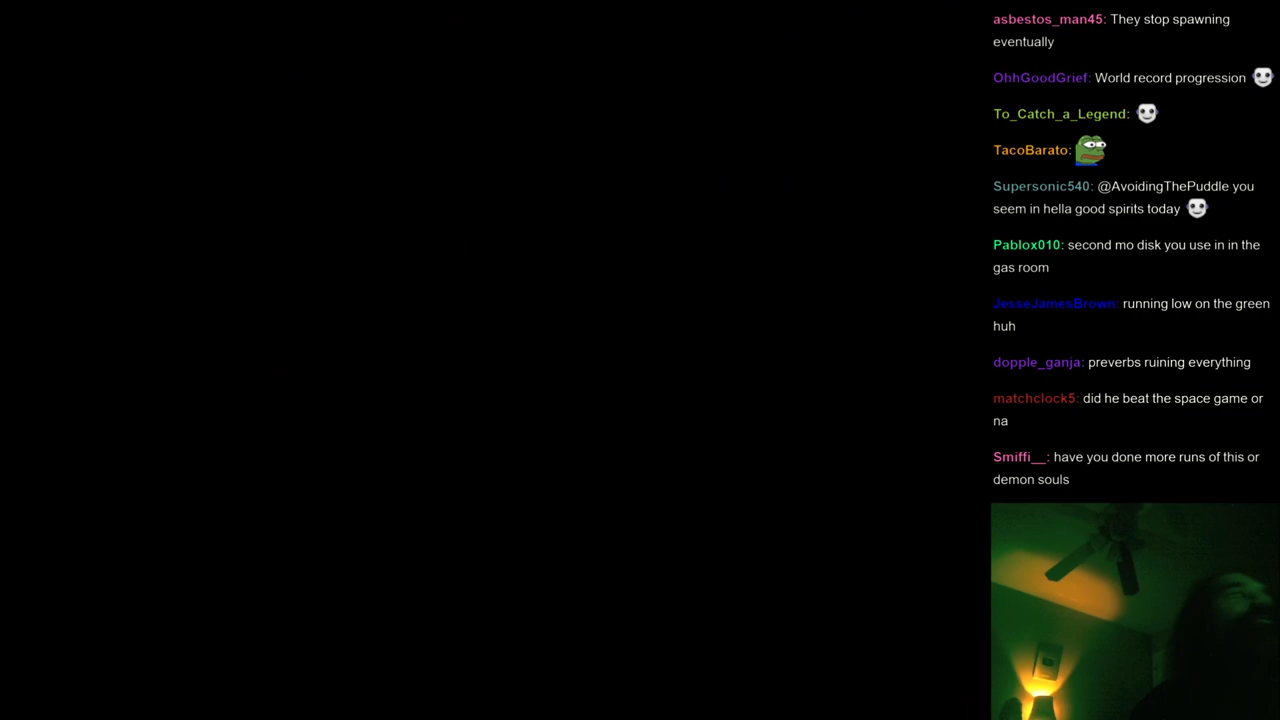 asbestos_man45: They stop spawning
eventually
OhhGoodGrief: World record progression
To_Catch_a_Legend:
TacoBarato:
Supersonic540: @AvoidingThePuddle you
seem in hella good spirits today
Pablox010: second mo disk you use in in the
gas room
JesseJamesBrown: running low on the green
huh
dopple_ganja: preverbs ruining everything
matchclock5: did he beat the space game or
na
Smiffi__: have you done more runs of this or
demon souls